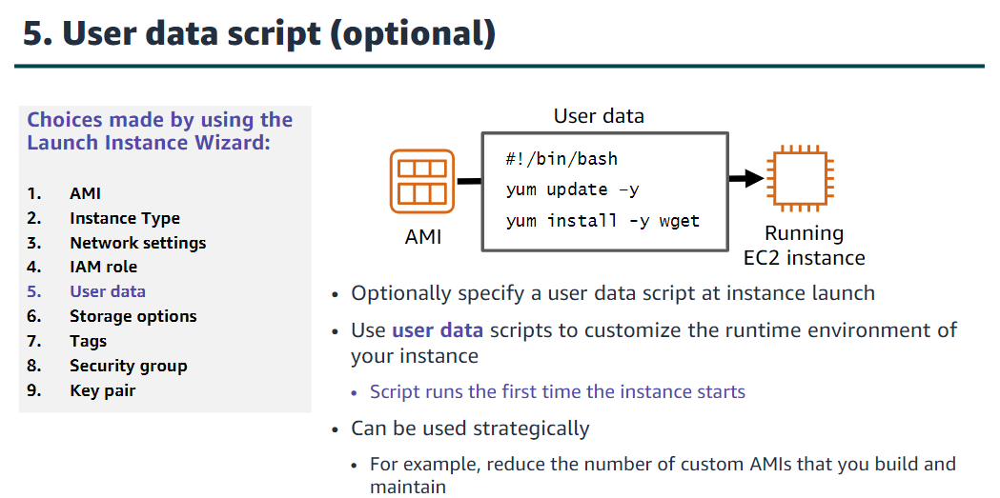 5. User data script (optional)
Choices made by using the
Launch Instance Wizard:
1. AMI
2. Instance Type
3. Network settings
4. IAM role
5. User data
6. Storage options
7. Tags
8. Security group
9. Key pair
User data
#!/bin/bash
yum update –y
yum install -y wget
AMI
Running
EC2 instance
• Optionally specify a user data script at instance launch
• Use user data scripts to customize the runtime environment of
your instance
• Script runs the first time the instance starts
• Can be used strategically
• For example, reduce the number of custom AMIs that you build and
maintain